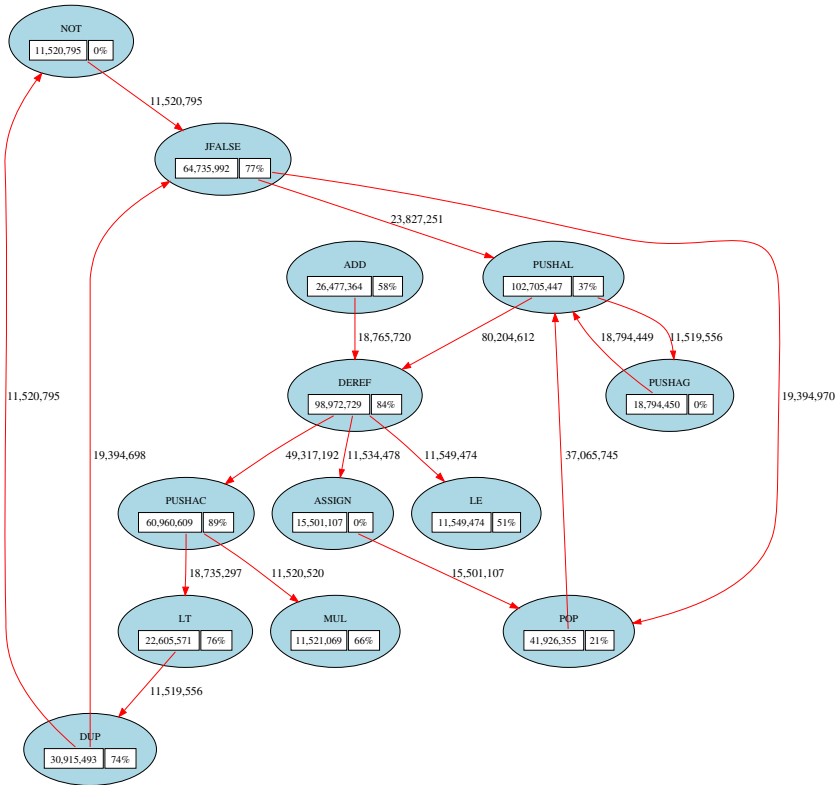 NOT
11,520,795 0%
11,520,795
JFALSE
64,735,992 77%
23,827,251
ADD
26,477,364 58%
PUSHAL
102,705,447 37%
18,765,720
80,204,612
18,794,449
11,519,556
DEREF
98,972,729 84%
PUSHAG
18,794,450 0%
11,520,795
19,394,970
19,394,698
49,317,192
11,534,478
11,549,474
37,065,745
PUSHAC
60,960,609 89%
ASSIGN
15,501,107 0%
LE
11,549,474 51%
18,735,297
11,520,520
15,501,107
LT
22,605,571 76%
MUL
11,521,069 66%
POP
41,926,355 21%
11,519,556
DUP
30,915,493 74%